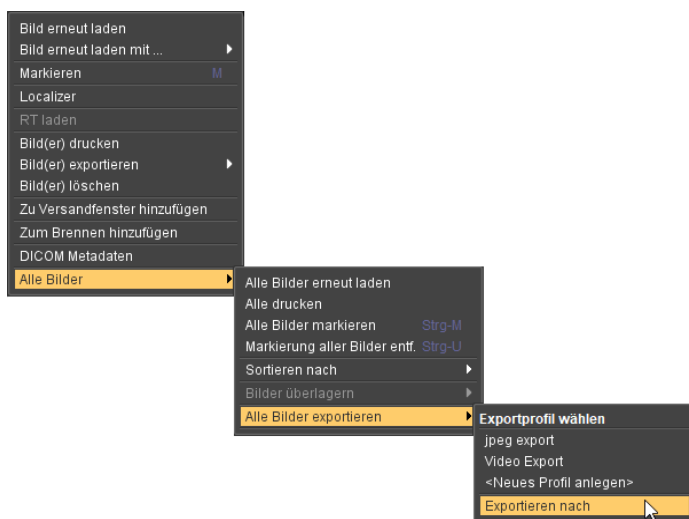 Bild erneut laden
Bild erneut laden mit ...
Markieren M
Localizer
RT laden
Bild(er) drucken
Bild(er) exportieren
Bild(er) löschen
Zu Versandfenster hinzufügen
Zum Brennen hinzufügen
DICOM Metadaten
Alle Bilder
Alle Bilder erneut laden
Alle drucken
Alle Bilder markieren Strg-M
Markierung aller Bilder entf. Strg-U
Sortieren nach
Bilder überlagern
Alle Bilder exportieren
Exportprofil wählen
jpeg export
Video Export
<Neues Profil anlegen>
Exportieren nach